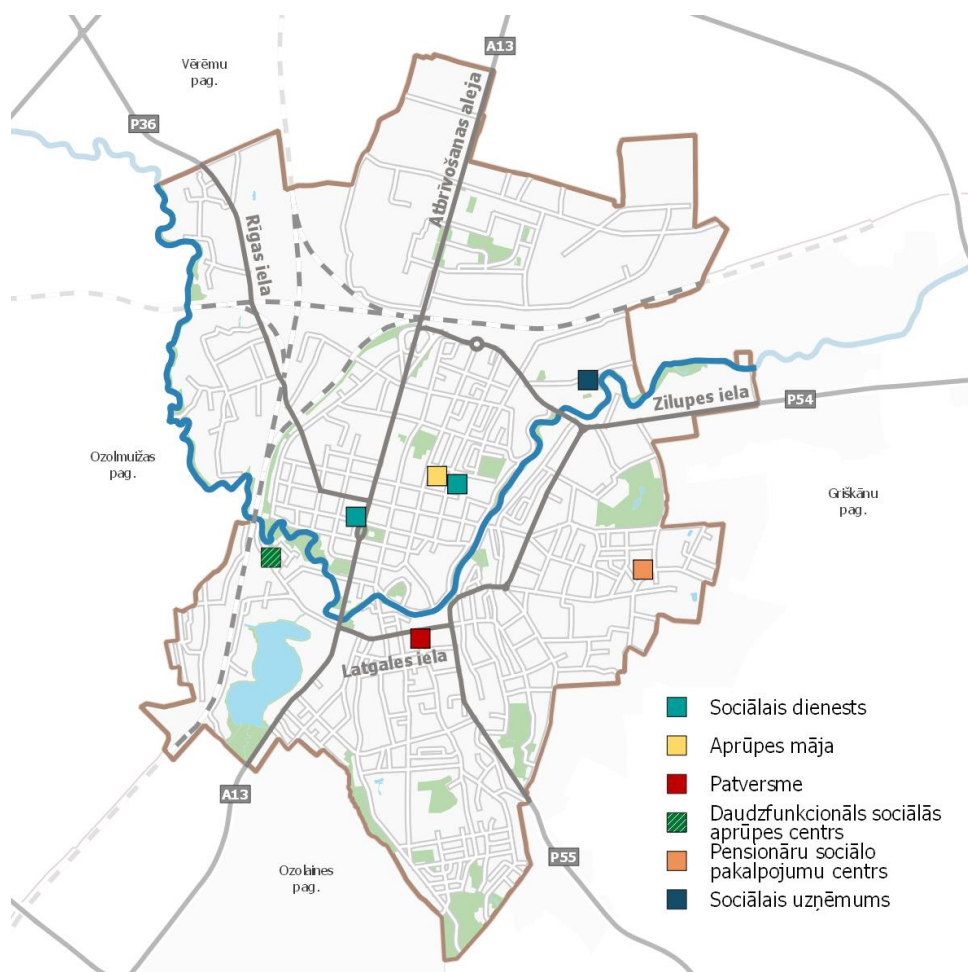 A13
Vērēmu
pag.
P36
Atbrīvošanas aleja
Rīgas iela
Zilupes iela
P54
Ozolmuižas
pag.
Griškānu
pag.
Latgales iela
A13
Ozolaines
pag.
P55
Sociālais dienests
Aprūpes māja
Patversme
Daudzfunkcionāls sociālās
aprūpes centrs
Pensionāru sociālo
pakalpojumu centrs
Sociālais uzņēmums